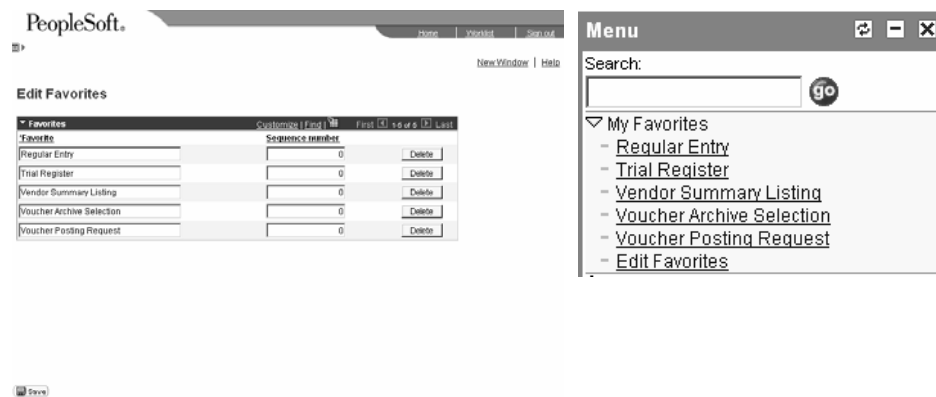 PeopleSoft.
Home | Worklist | Sign out
New Window | Help
Edit Favorites
Favorites Customize | Find | First 1-5 of 5 Last
*Favorite Sequence number
Regular Entry 0 Delete
Trial Register 0 Delete
Vendor Summary Listing 0 Delete
Voucher Archive Selection 0 Delete
Voucher Posting Request 0 Delete
Save
Menu
Search:
go
My Favorites
- Regular Entry
- Trial Register
- Vendor Summary Listing
- Voucher Archive Selection
- Voucher Posting Request
- Edit Favorites